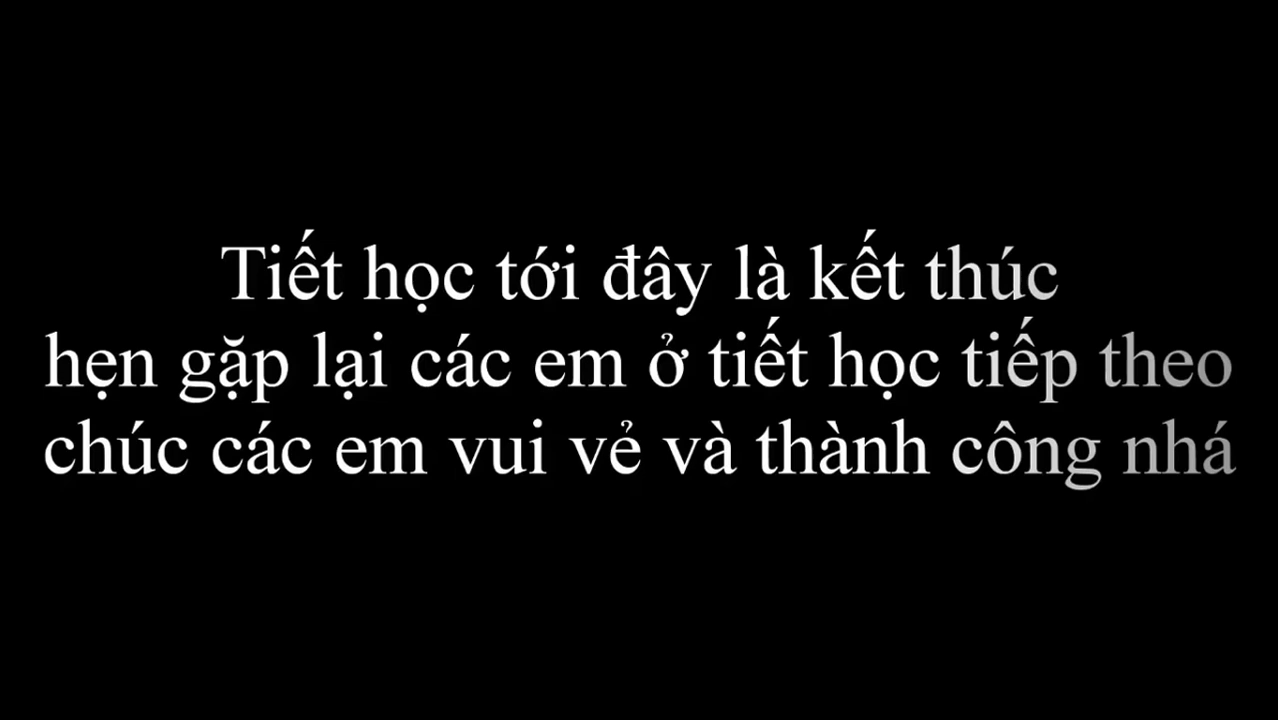 Tiết học tới đây là kết thúc
hẹn gặp lại các em ở tiết học tiếp theo
chúc các em vui vẻ và thành công nhá